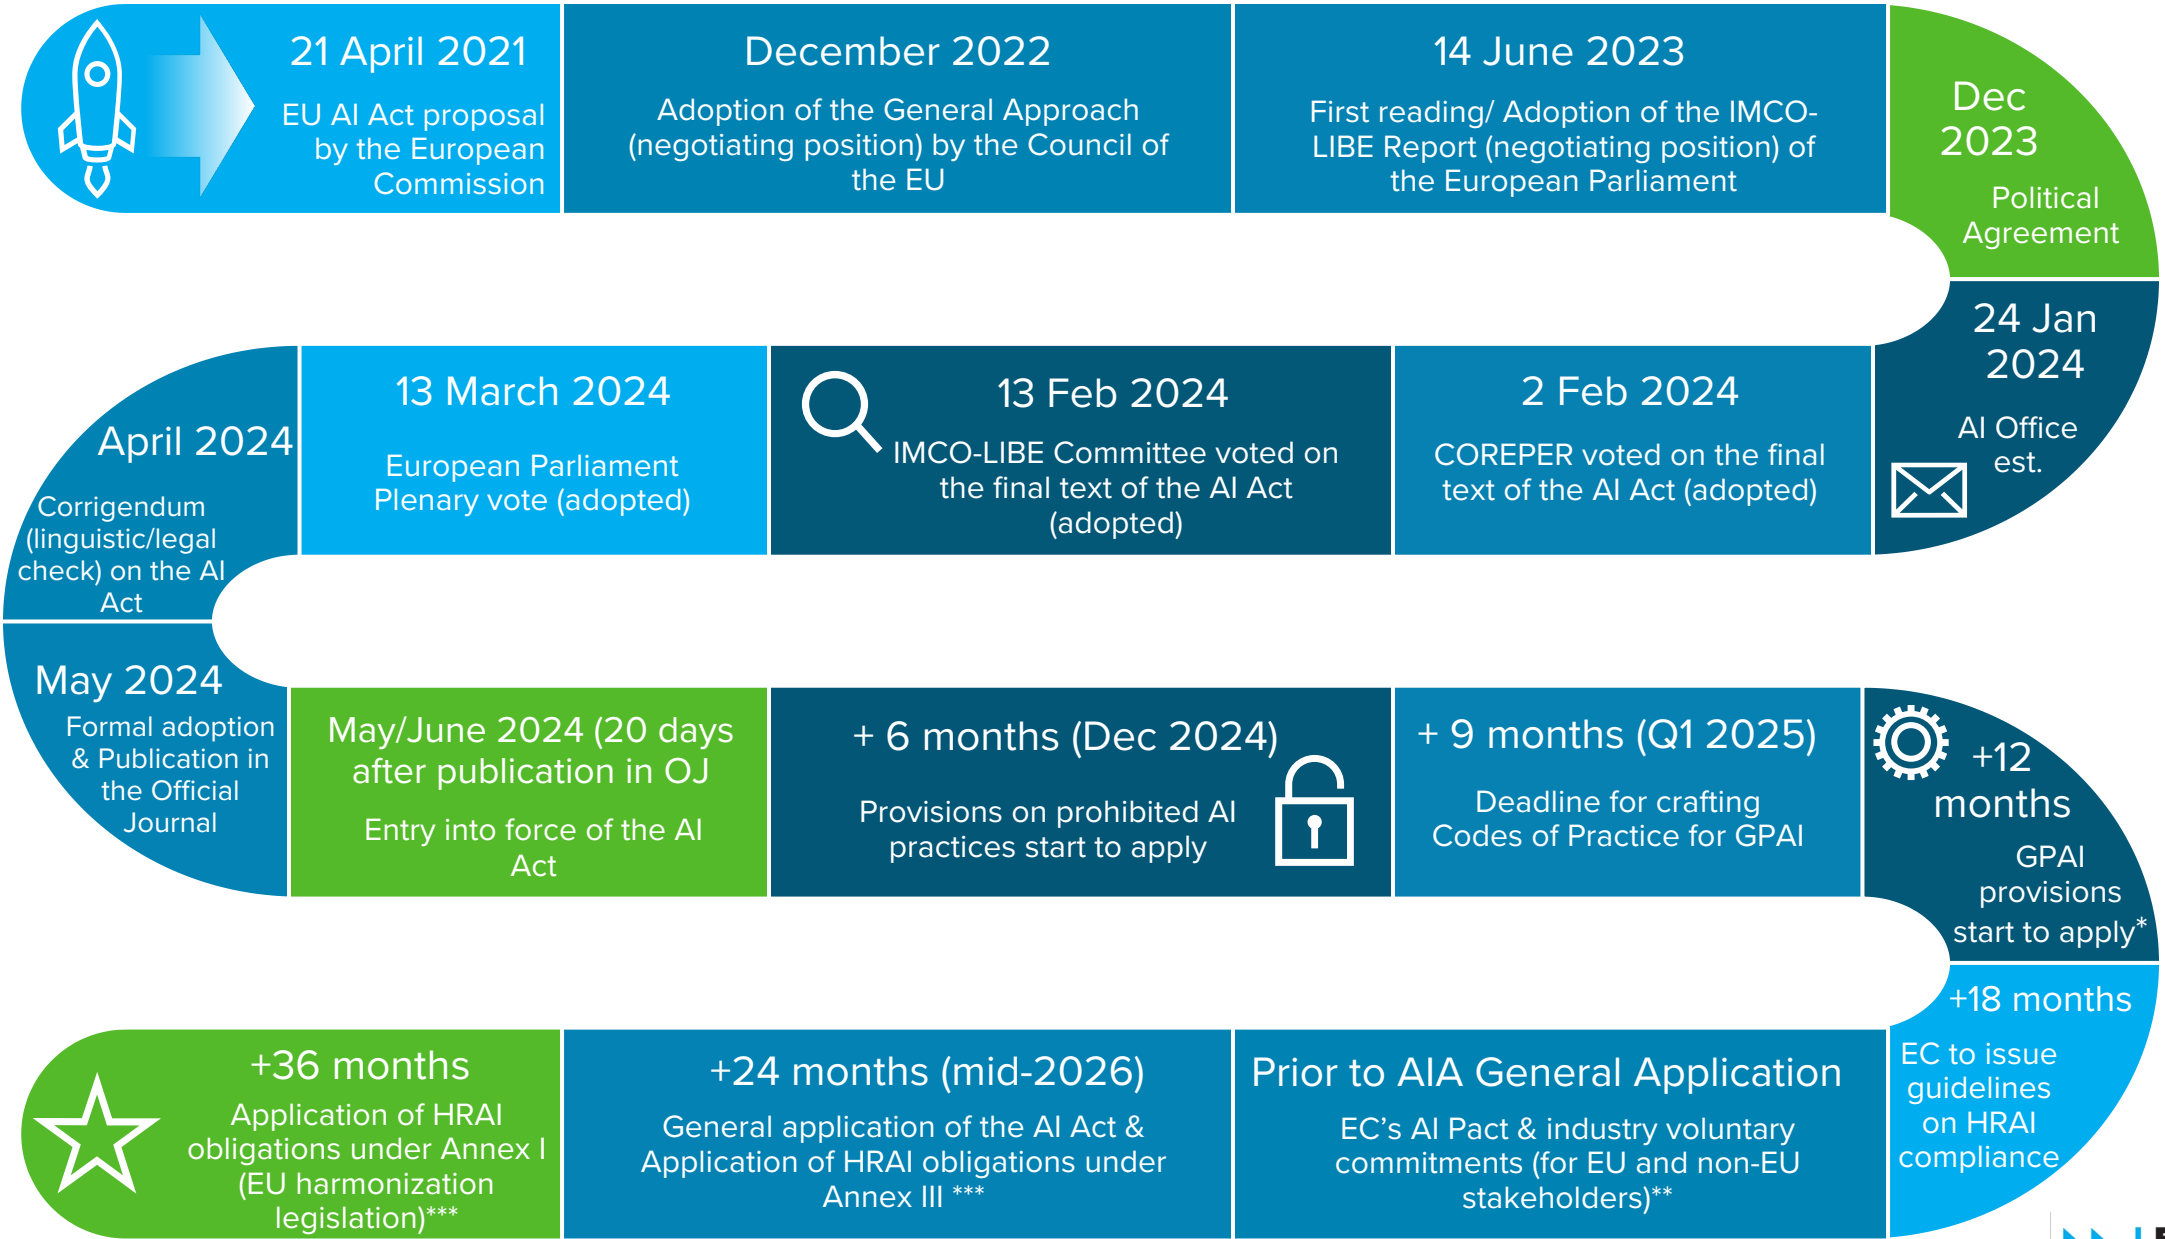 21 April 2021
EU AI Act proposal
by the European
Commission
December 2022
Adoption of the General Approach
(negotiating position) by the Council of
the EU
14 June 2023
First reading/ Adoption of the IMCO-
LIBE Report (negotiating position) of
the European Parliament
Dec
2023
Political
Agreement
24 Jan
2024
AI Office
est.
2 Feb 2024
COREPER voted on the final
text of the AI Act (adopted)
13 Feb 2024
IMCO-LIBE Committee voted on
the final text of the AI Act
(adopted)
13 March 2024
European Parliament
Plenary vote (adopted)
April 2024
Corrigendum
(linguistic/legal
check) on the AI
Act
May 2024
Formal adoption
& Publication in
the Official
Journal
May/June 2024 (20 days
after publication in OJ
Entry into force of the AI
Act
+ 6 months (Dec 2024)
Provisions on prohibited AI
practices start to apply
+ 9 months (Q1 2025)
Deadline for crafting
Codes of Practice for GPAI
+12
months
GPAI
provisions
start to apply*
+18 months
EC to issue
guidelines
on HRAI
compliance
Prior to AIA General Application
EC’s AI Pact & industry voluntary
commitments (for EU and non-EU
stakeholders)**
+24 months (mid-2026)
General application of the AI Act &
Application of HRAI obligations under
Annex III ***
+36 months
Application of HRAI
obligations under Annex I
(EU harmonization
legislation)***